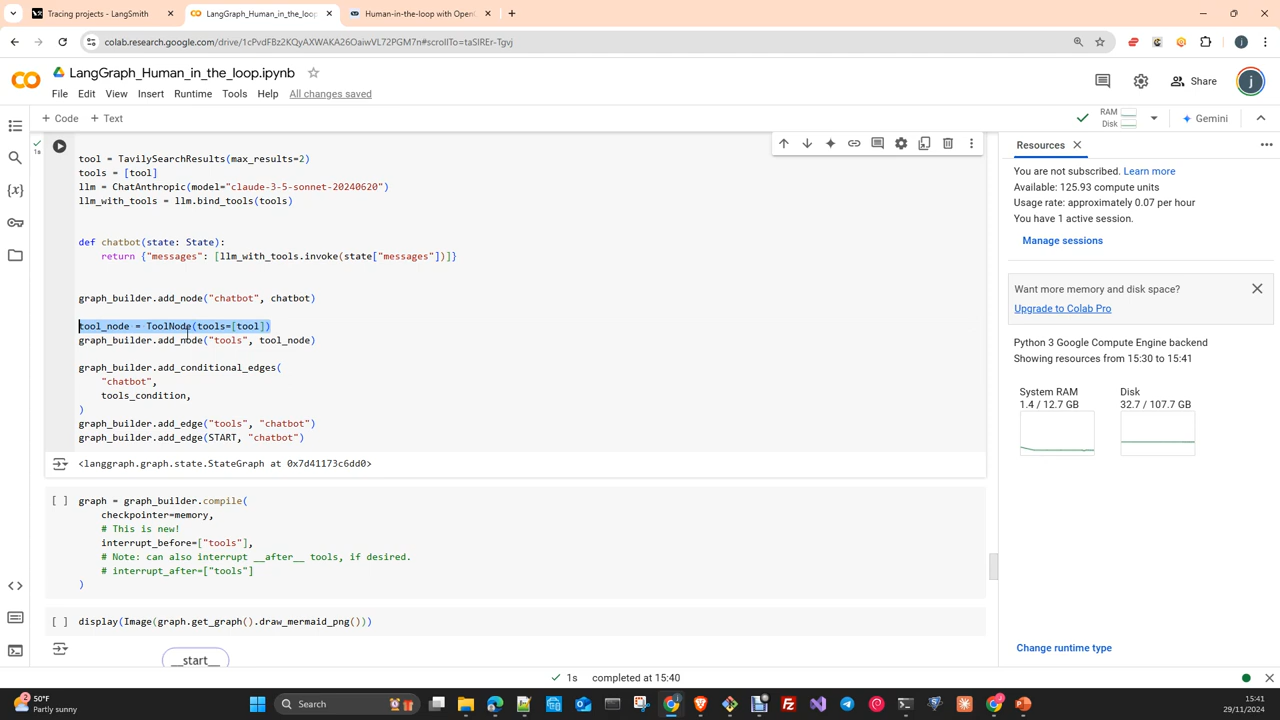 Tracing projects - LangSmith
LangGraph_Human_in_the_loop
Human-in-the-loop with Open
colab.research.google.com/drive/1cPvdFBz2KQyAXWAKA26OaiwVL72PGM7n#scrollTo=taSlREr-Tgvj
LangGraph_Human_in_the_loop.ipynb
File Edit View Insert Runtime Tools Help All changes saved
Share
+ Code + Text
RAM
Disk
Gemini
1s
tool = TavilySearchResults(max_results=2)
tools = [tool]
llm = ChatAnthropic(model="claude-3-5-sonnet-20240620")
llm_with_tools = llm.bind_tools(tools)
def chatbot(state: State):
return {"messages": [llm_with_tools.invoke(state["messages"])]}
graph_builder.add_node("chatbot", chatbot)
tool_node = ToolNode(tools=[tool])
graph_builder.add_node("tools", tool_node)
graph_builder.add_conditional_edges(
"chatbot",
tools_condition,
)
graph_builder.add_edge("tools", "chatbot")
graph_builder.add_edge(START, "chatbot")
<langgraph.graph.state.StateGraph at 0x7d41173c6dd0>
[ ] graph = graph_builder.compile(
checkpointer=memory,
# This is new!
interrupt_before=["tools"],
# Note: can also interrupt __after__ tools, if desired.
# interrupt_after=["tools"]
)
[ ] display(Image(graph.get_graph().draw_mermaid_png()))
__start__
Resources
You are not subscribed. Learn more
Available: 125.93 compute units
Usage rate: approximately 0.07 per hour
You have 1 active session.
Manage sessions
Want more memory and disk space?
Upgrade to Colab Pro
Python 3 Google Compute Engine backend
Showing resources from 15:30 to 15:41
System RAM
1.4 / 12.7 GB
Disk
32.7 / 107.7 GB
Change runtime type
1s completed at 15:40
50°F
Partly sunny
Search
15:41
29/11/2024